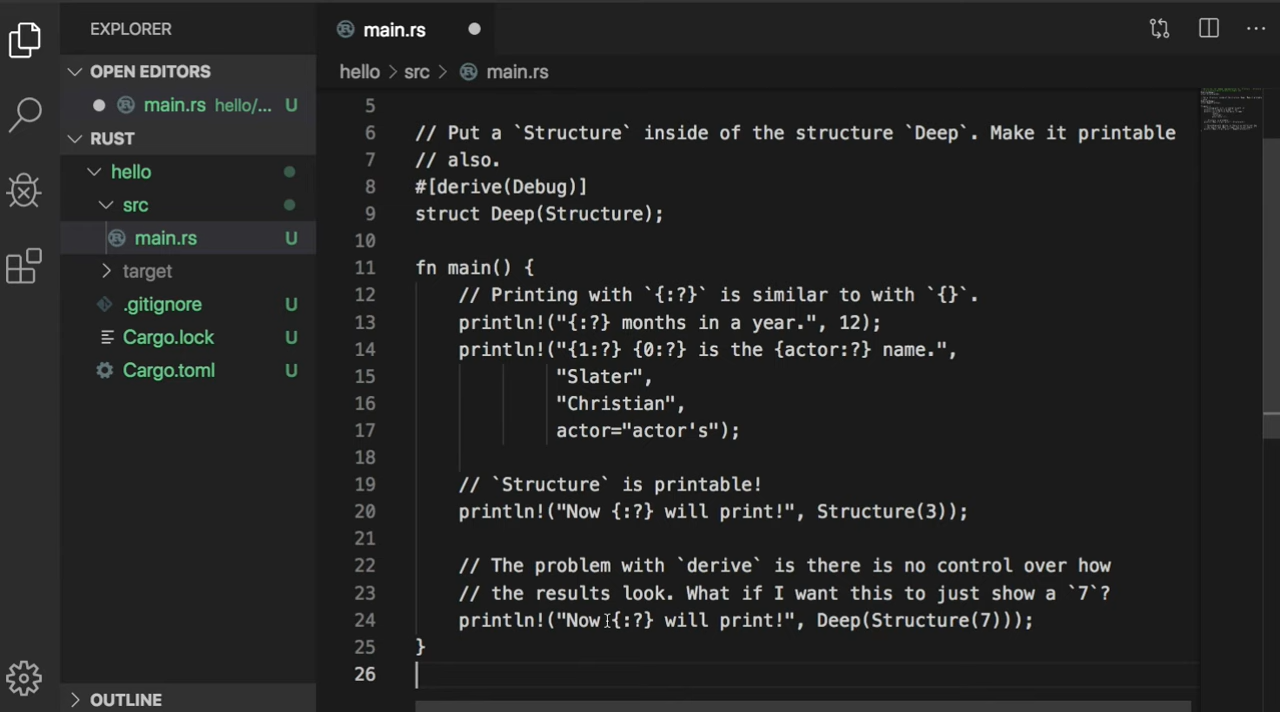 EXPLORER
OPEN EDITORS
main.rs hello/... U
RUST
hello
src
main.rs U
target
.gitignore U
Cargo.lock U
Cargo.toml U
OUTLINE
main.rs
hello > src > main.rs
5
6 // Put a `Structure` inside of the structure `Deep`. Make it printable
7 // also.
8 #[derive(Debug)]
9 struct Deep(Structure);
10
11 fn main() {
12     // Printing with `{:?}` is similar to with `{}`.
13     println!("{:?} months in a year.", 12);
14     println!("{1:?} {0:?} is the {actor:?} name.",
15              "Slater",
16              "Christian",
17              actor="actor's");
18
19     // `Structure` is printable!
20     println!("Now {:?} will print!", Structure(3));
21
22     // The problem with `derive` is there is no control over how
23     // the results look. What if I want this to just show a `7`?
24     println!("Now {:?} will print!", Deep(Structure(7)));
25 }
26